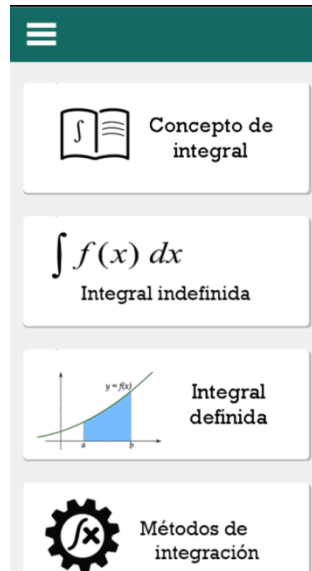 ∫
Concepto de
integral
∫ f(x) dx
Integral indefinida
y = f(x)
a b
Integral
definida
∫x
Métodos de
integración